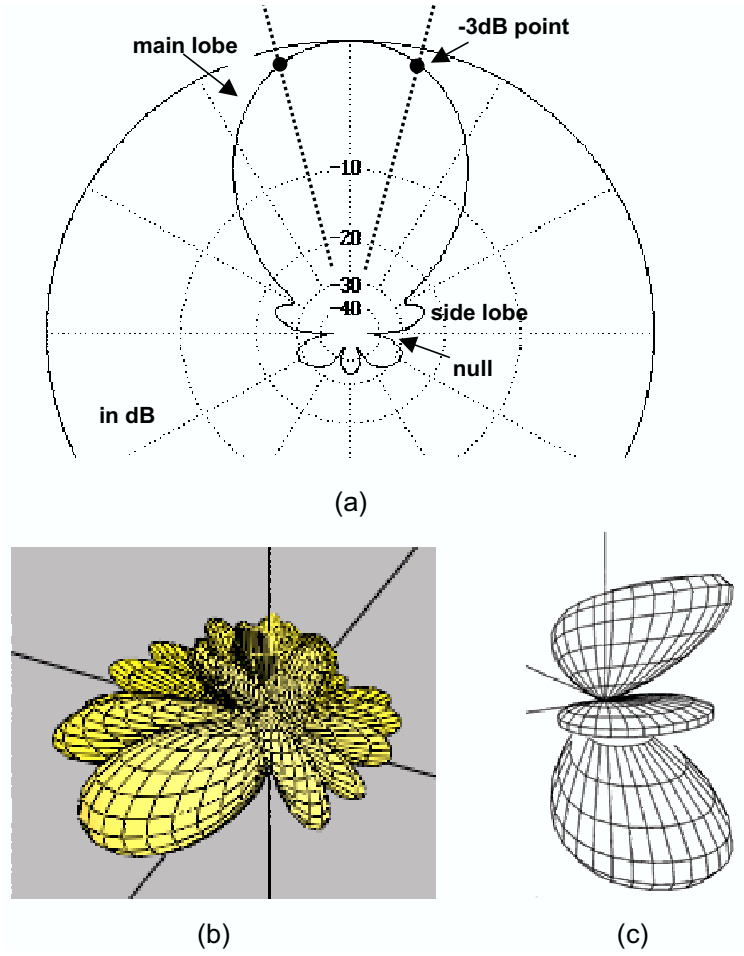 -3dB point
main lobe
-10
-20
-30
-40
side lobe
null
in dB
(a)
(b)
(c)